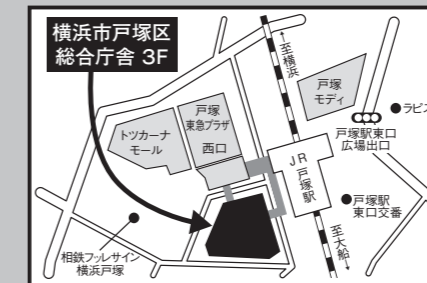 横浜市戸塚区
総合庁舎 3F
至横浜
戸塚
モディ
ラピス
戸塚駅東口
広場出口
戸塚
東急プラザ
西口
トツカーナ
モール
JR
戸塚駅
戸塚駅
東口交番
相鉄フレッサイン
横浜戸塚
至大船